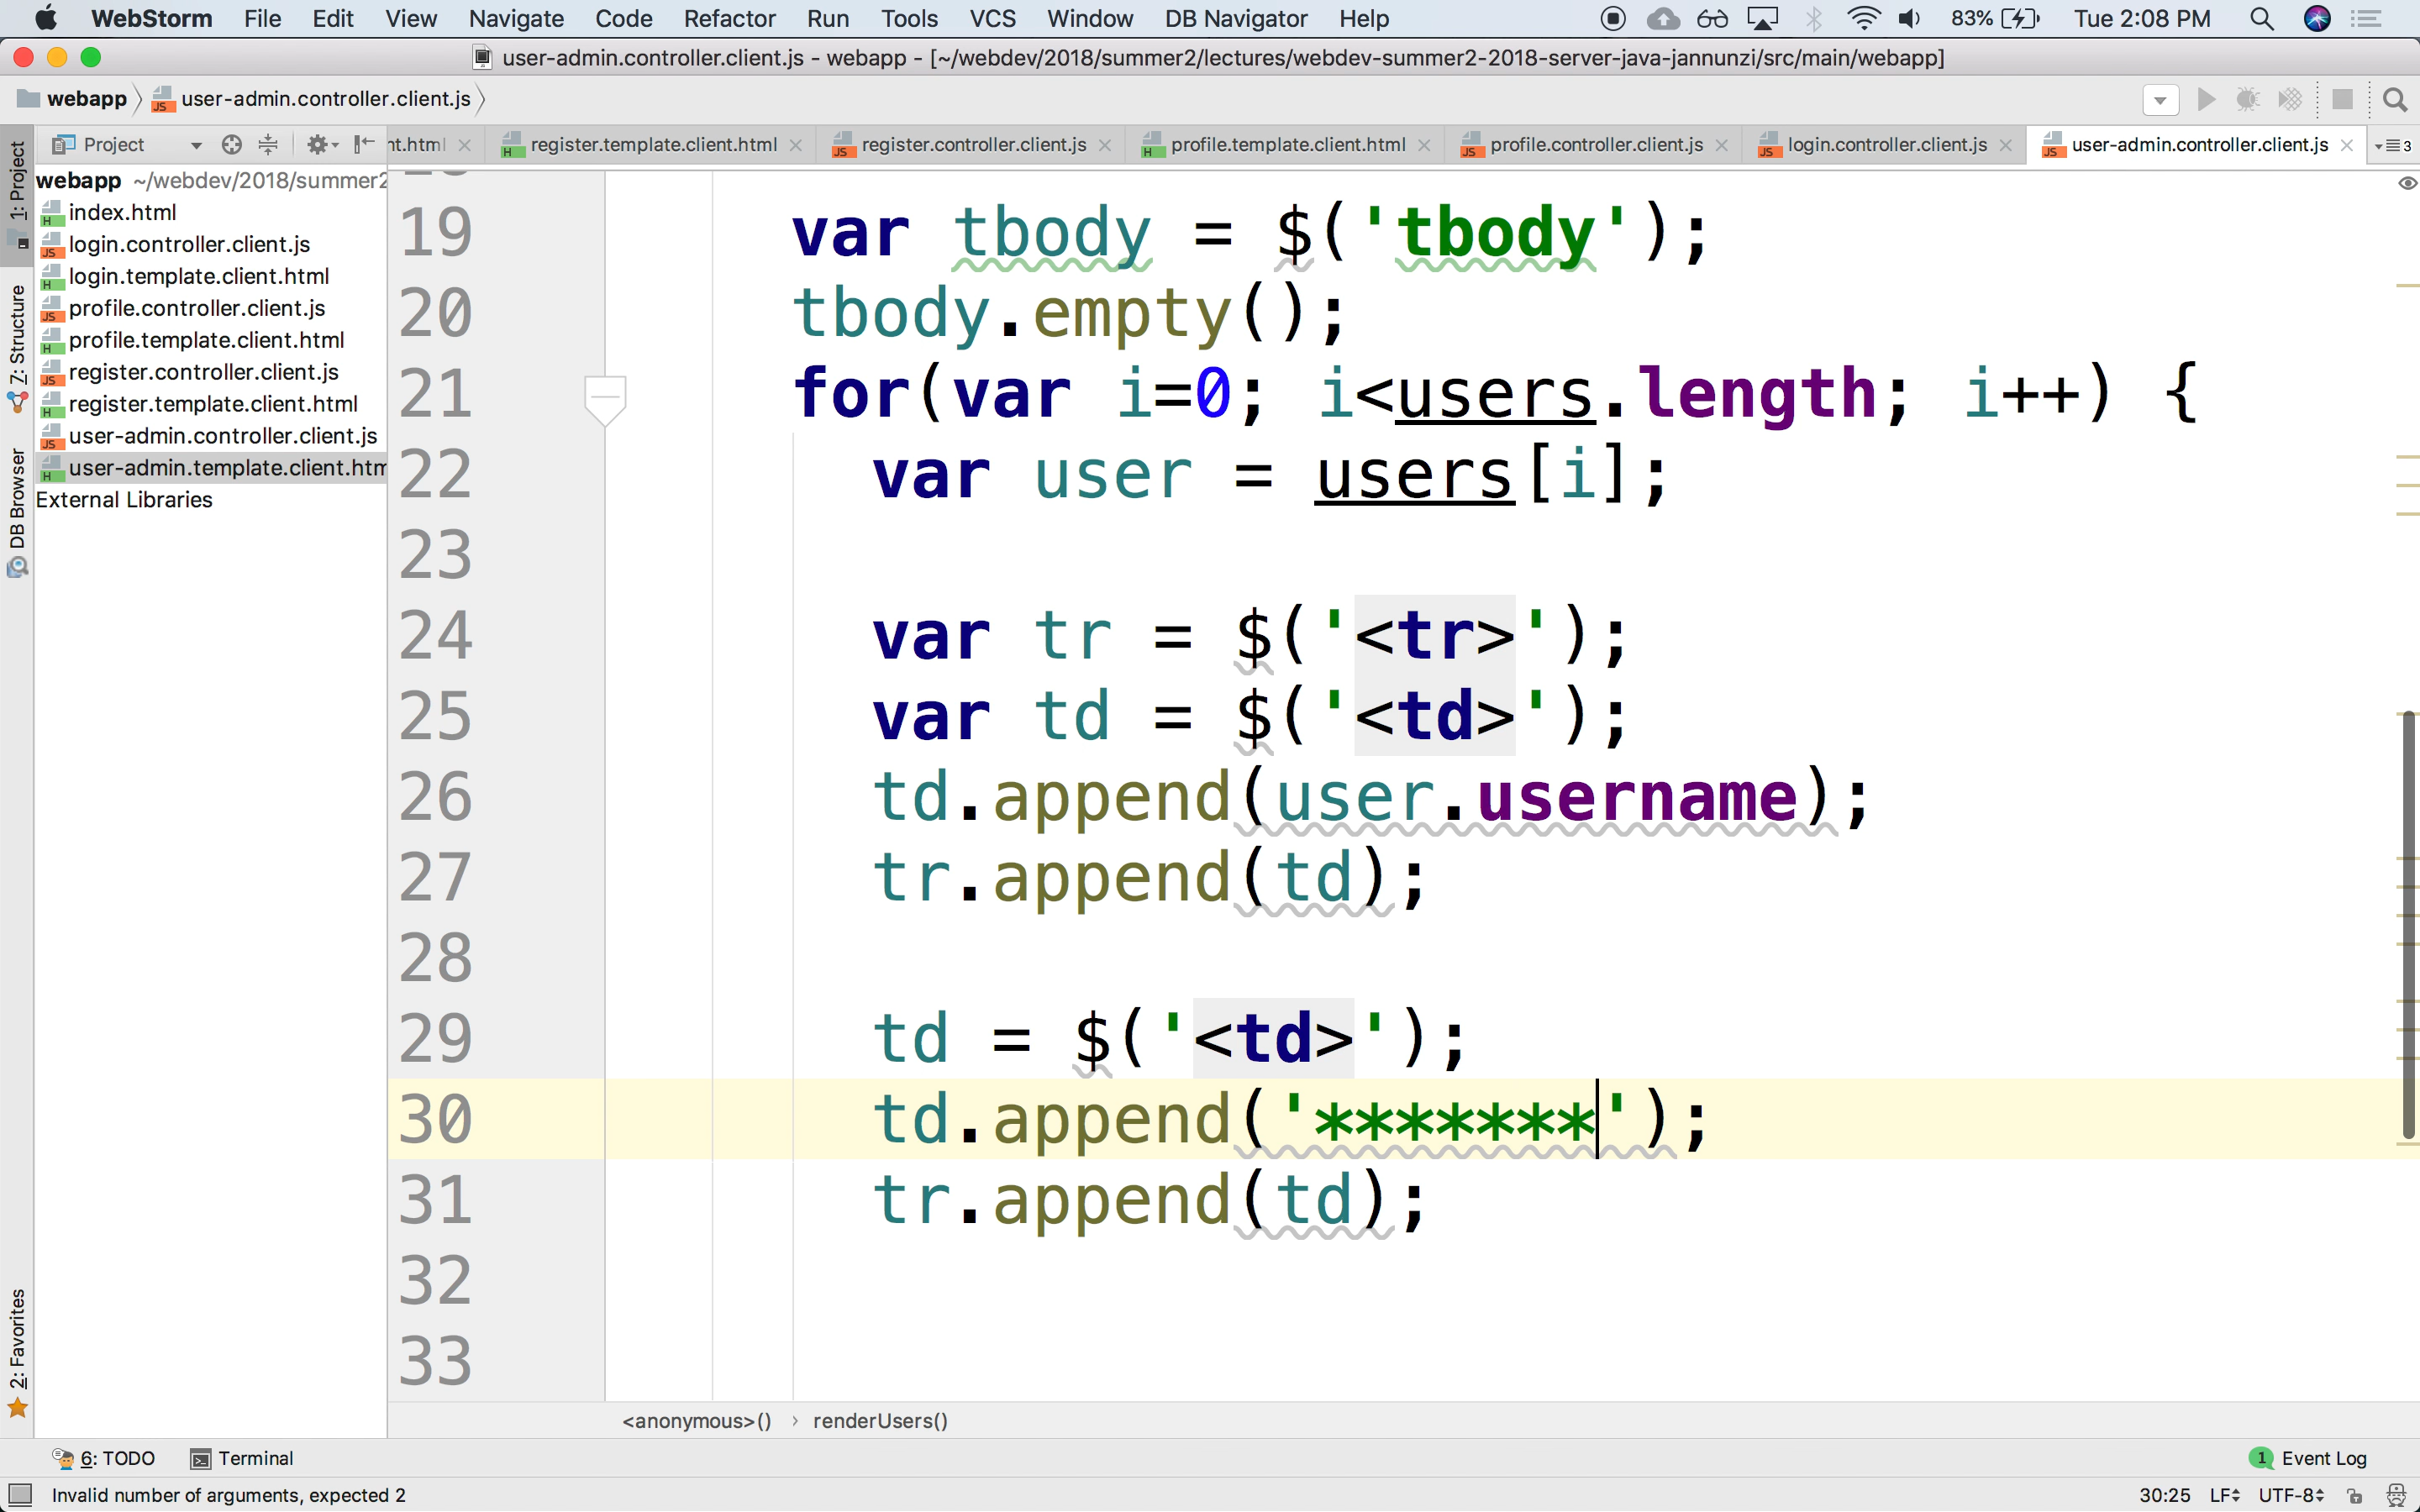 WebStorm File Edit View Navigate Code Refactor Run Tools VCS Window DB Navigator Help 83% Tue 2:08 PM
user-admin.controller.client.js - webapp - [~/webdev/2018/summer2/lectures/webdev-summer2-2018-server-java-jannunzi/src/main/webapp]
webapp user-admin.controller.client.js
Project nt.html register.template.client.html register.controller.client.js profile.template.client.html profile.controller.client.js login.controller.client.js user-admin.controller.client.js 3
1: Project
7: Structure
DB Browser
2: Favorites
webapp ~/webdev/2018/summer2
index.html
login.controller.client.js
login.template.client.html
profile.controller.client.js
profile.template.client.html
register.controller.client.js
register.template.client.html
user-admin.controller.client.js
user-admin.template.client.htm
External Libraries
19 var tbody = $('tbody');
20 tbody.empty();
21 for(var i=0; i<users.length; i++) {
22 var user = users[i];
23
24 var tr = $('<tr>');
25 var td = $('<td>');
26 td.append(user.username);
27 tr.append(td);
28
29 td = $('<td>');
30 td.append('*******');
31 tr.append(td);
32
33
<anonymous>() › renderUsers()
6: TODO Terminal 1 Event Log
Invalid number of arguments, expected 2 30:25 LF UTF-8